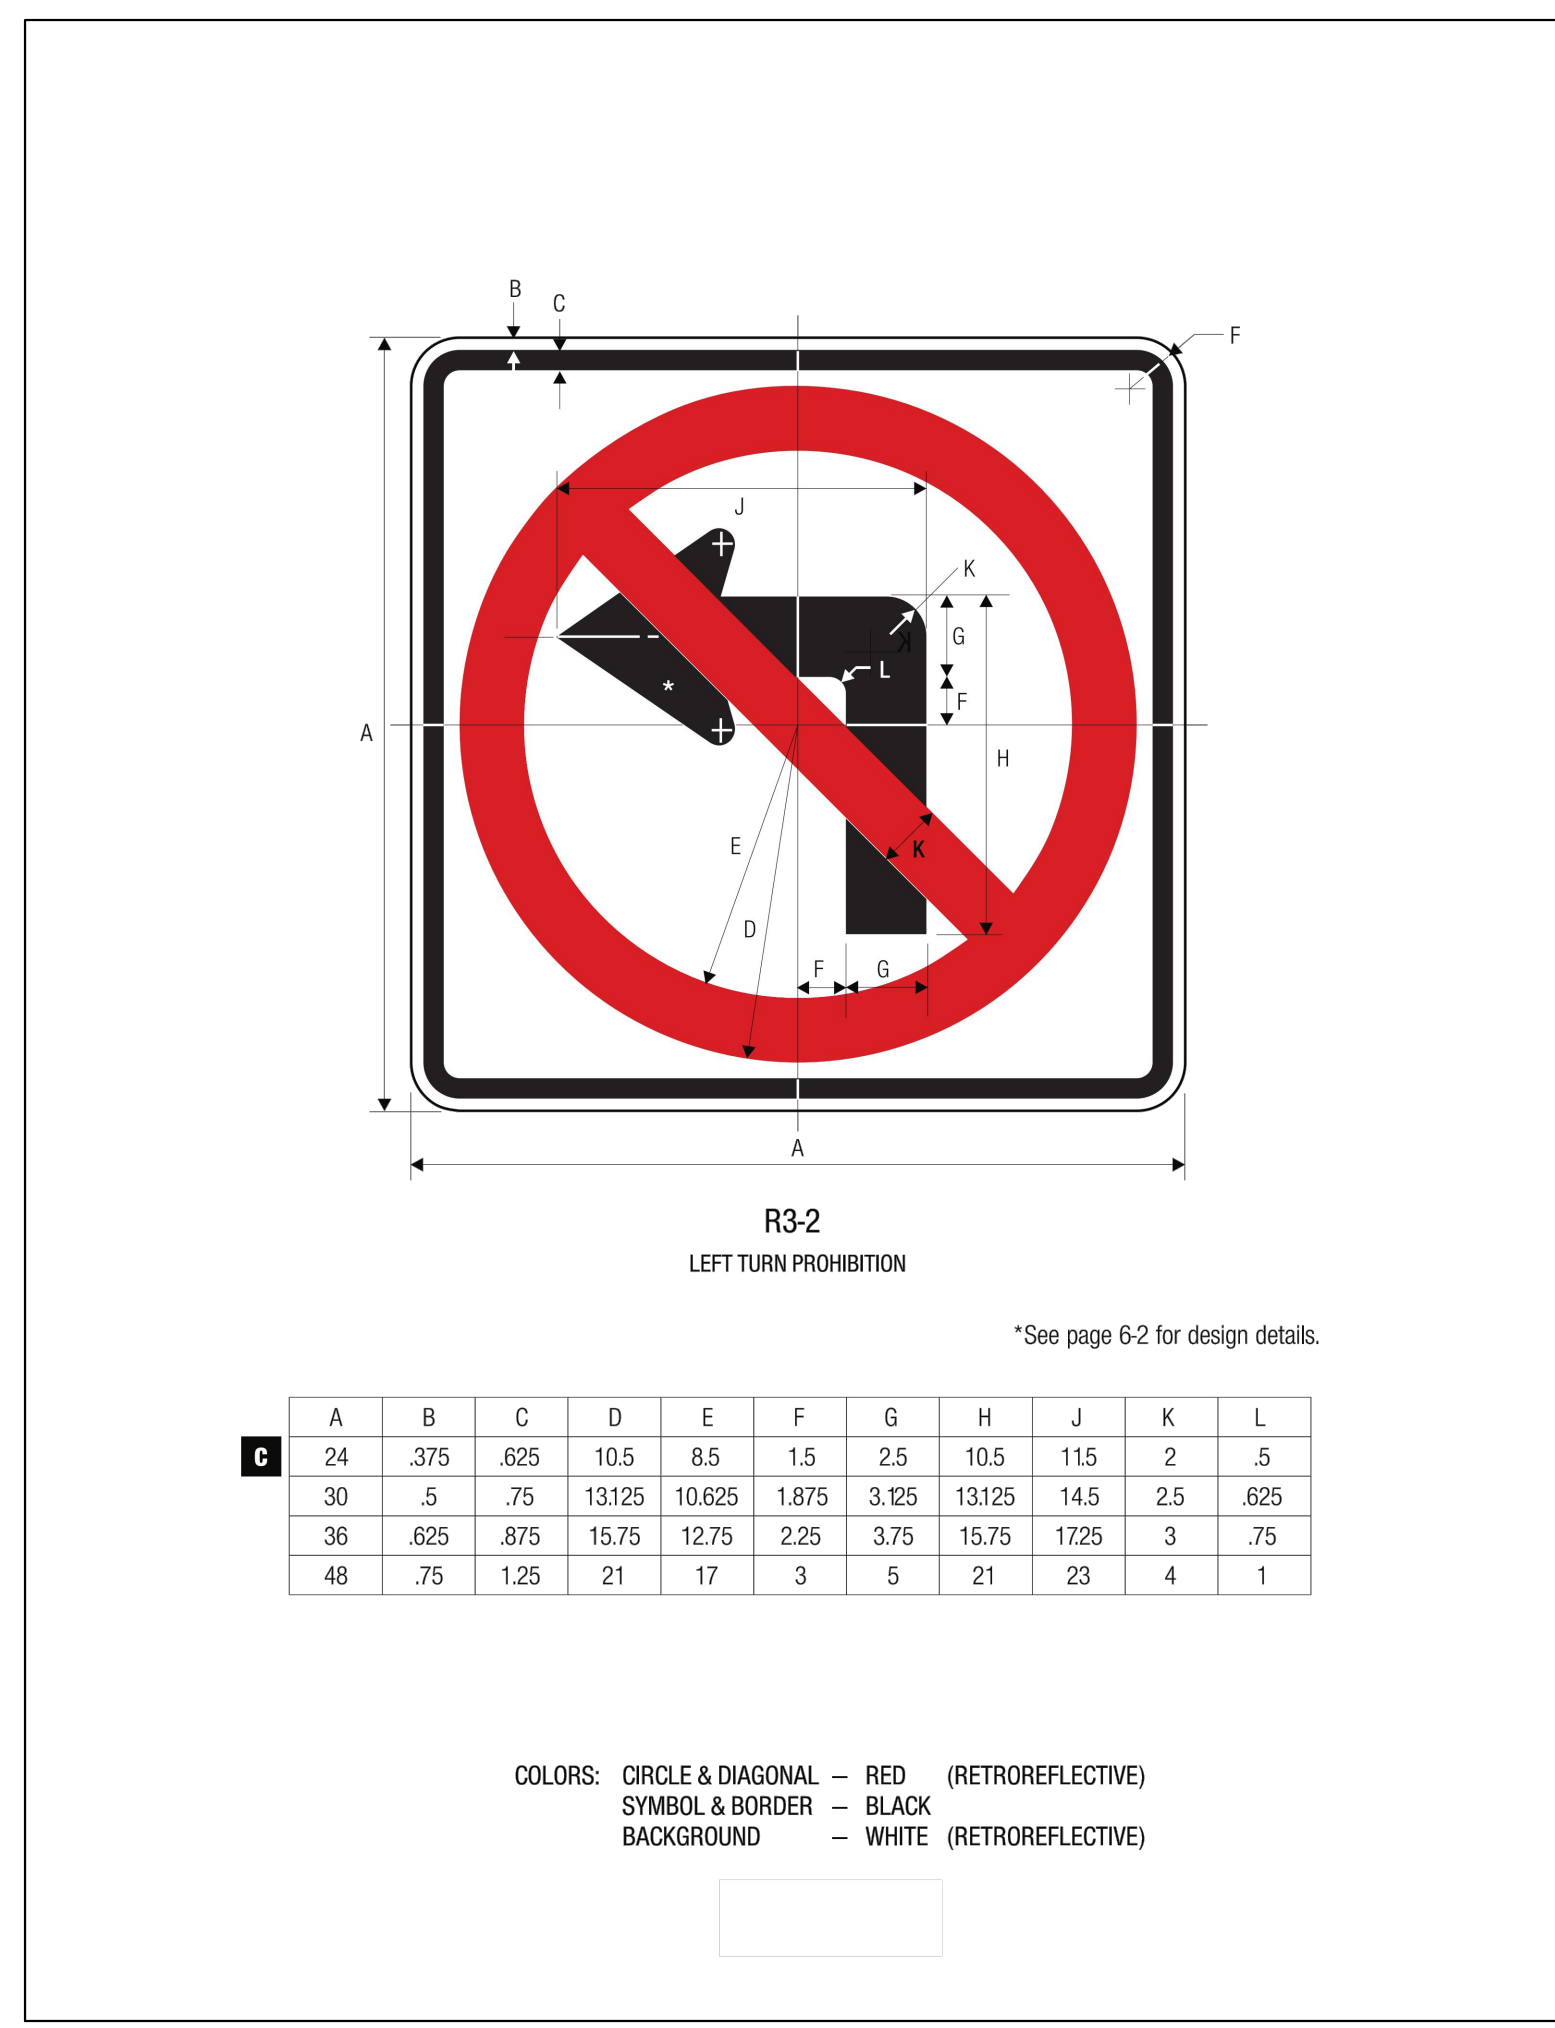 B
C
F
J
K
K
G
L
F
A
H
*
E
K
D
F G
A
R3-2
LEFT TURN PROHIBITION
*See page 6-2 for design details.
A B C D E F G H J K L
C 24 .375 .625 10.5 8.5 1.5 2.5 10.5 11.5 2 .5
30 .5 .75 13.125 10.625 1.875 3.125 13.125 14.5 2.5 .625
36 .625 .875 15.75 12.75 2.25 3.75 15.75 17.25 3 .75
48 .75 1.25 21 17 3 5 21 23 4 1
COLORS: CIRCLE & DIAGONAL – RED (RETROREFLECTIVE)
SYMBOL & BORDER – BLACK
BACKGROUND – WHITE (RETROREFLECTIVE)